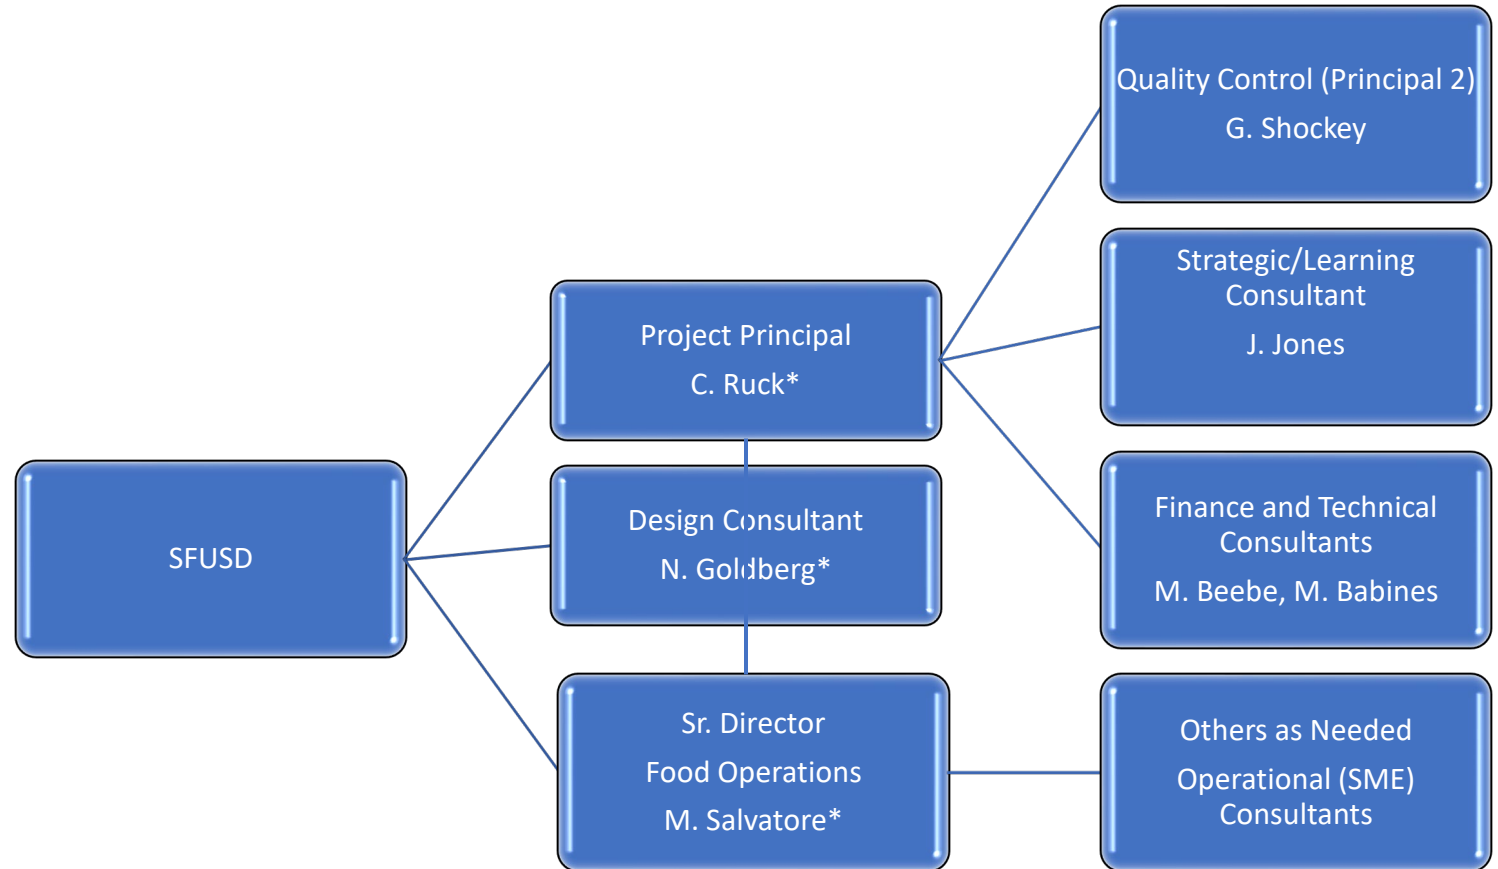 SFUSD
Project Principal
C. Ruck*
Design Consultant
N. Goldberg*
Sr. Director
Food Operations
M. Salvatore*
Quality Control (Principal 2)
G. Shockey
Strategic/Learning
Consultant
J. Jones
Finance and Technical
Consultants
M. Beebe, M. Babines
Others as Needed
Operational (SME)
Consultants